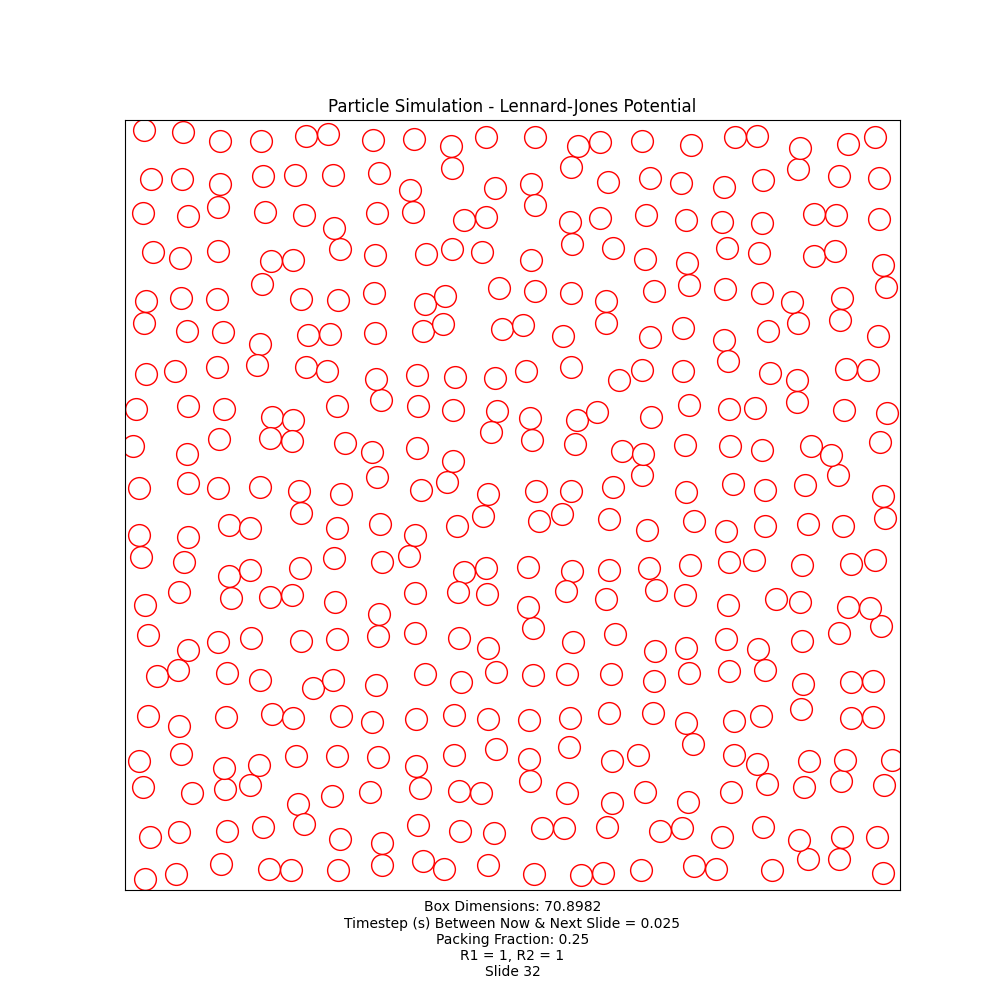 Particle Simulation - Lennard-Jones Potential
Box Dimensions: 70.8982
Timestep (s) Between Now & Next Slide = 0.025
Packing Fraction: 0.25
R1 = 1, R2 = 1
Slide 32